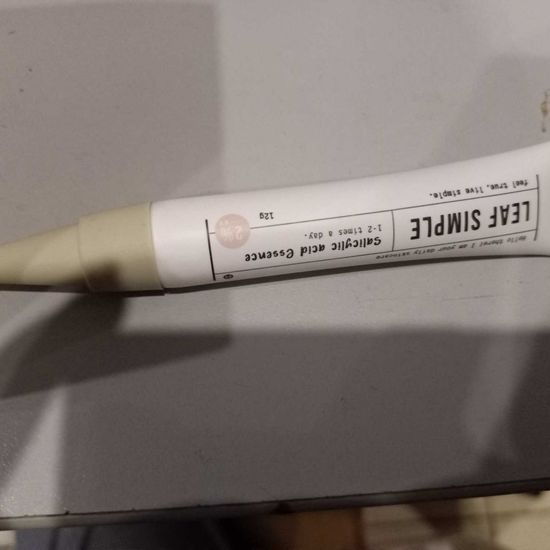 Hello there! I am your daily skincare
LEAF SIMPLE
feel true, live simple.
Salicylic acid Essence
1-2 times a day.
2%
12g